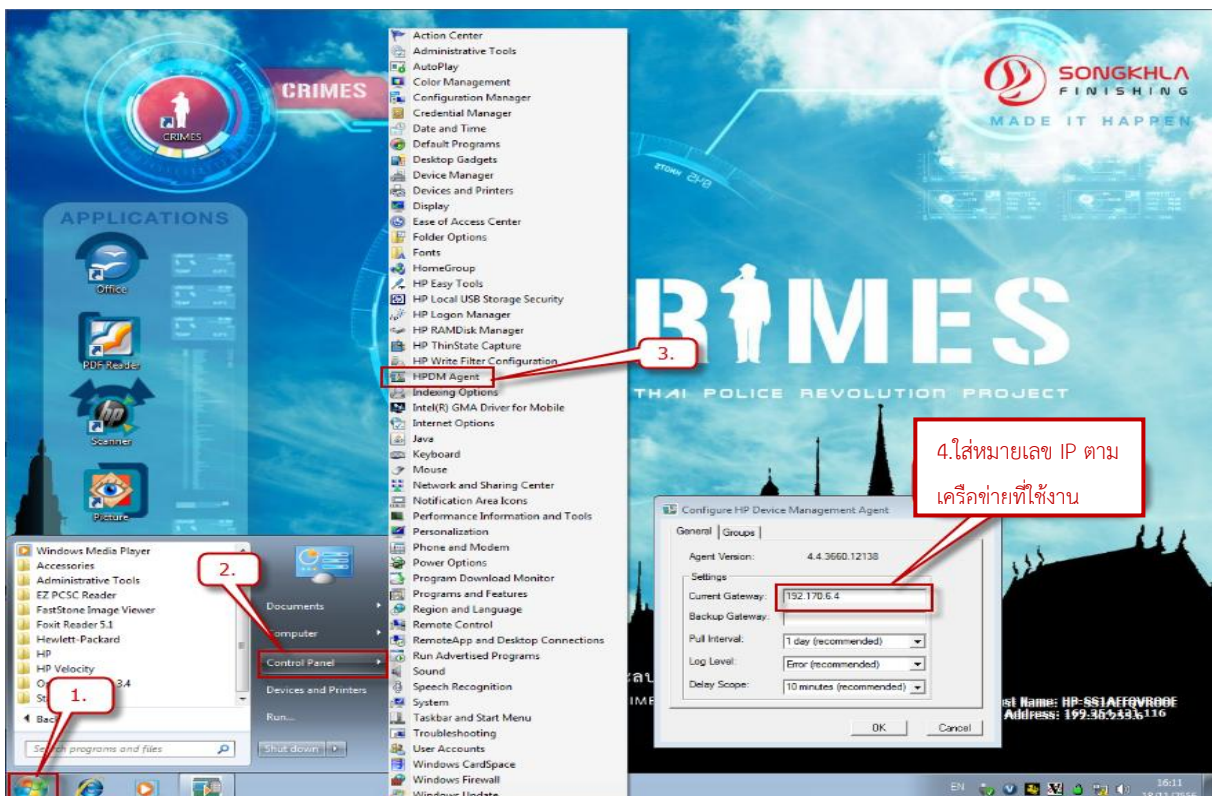 CRIMES
CRIMES
SONGKHLA
FINISHING
MADE IT HAPPEN
APPLICATIONS
Office
PDF Reader
Scanner
Picture
RIMES
THAI POLICE REVOLUTION PROJECT
Action Center
Administrative Tools
AutoPlay
Color Management
Configuration Manager
Credential Manager
Date and Time
Default Programs
Desktop Gadgets
Device Manager
Devices and Printers
Display
Ease of Access Center
Folder Options
Fonts
HomeGroup
HP Easy Tools
HP Local USB Storage Security
HP Logon Manager
HP RAMDisk Manager
HP ThinState Capture
HP Write Filter Configuration
HPDM Agent
Indexing Options
Intel(R) GMA Driver for Mobile
Internet Options
Java
Keyboard
Mouse
Network and Sharing Center
Notification Area Icons
Performance Information and Tools
Personalization
Phone and Modem
Power Options
Program Download Monitor
Programs and Features
Region and Language
Remote Control
RemoteApp and Desktop Connections
Run Advertised Programs
Sound
Speech Recognition
System
Taskbar and Start Menu
Troubleshooting
User Accounts
Windows CardSpace
Windows Firewall
Windows Update
3.
4.ใส่หมายเลข IP ตาม
เครือข่ายที่ใช้งาน
Configure HP Device Management Agent
General Groups
Agent Version: 4.4.3660.12138
Settings
Current Gateway: 192.170.6.4
Backup Gateway:
Pull Interval: 1 day (recommended)
Log Level: Error (recommended)
Delay Scope: 10 minutes (recommended)
OK Cancel
Windows Media Player
Accessories
Administrative Tools
EZ PCSC Reader
FastStone Image Viewer
Foxit Reader 5.1
Hewlett-Packard
HP
HP Velocity
3.4
Back
Search programs and files
2.
Documents
Computer
Control Panel
Devices and Printers
Run...
Shut down
1.
EN
16:11
18/11/2556